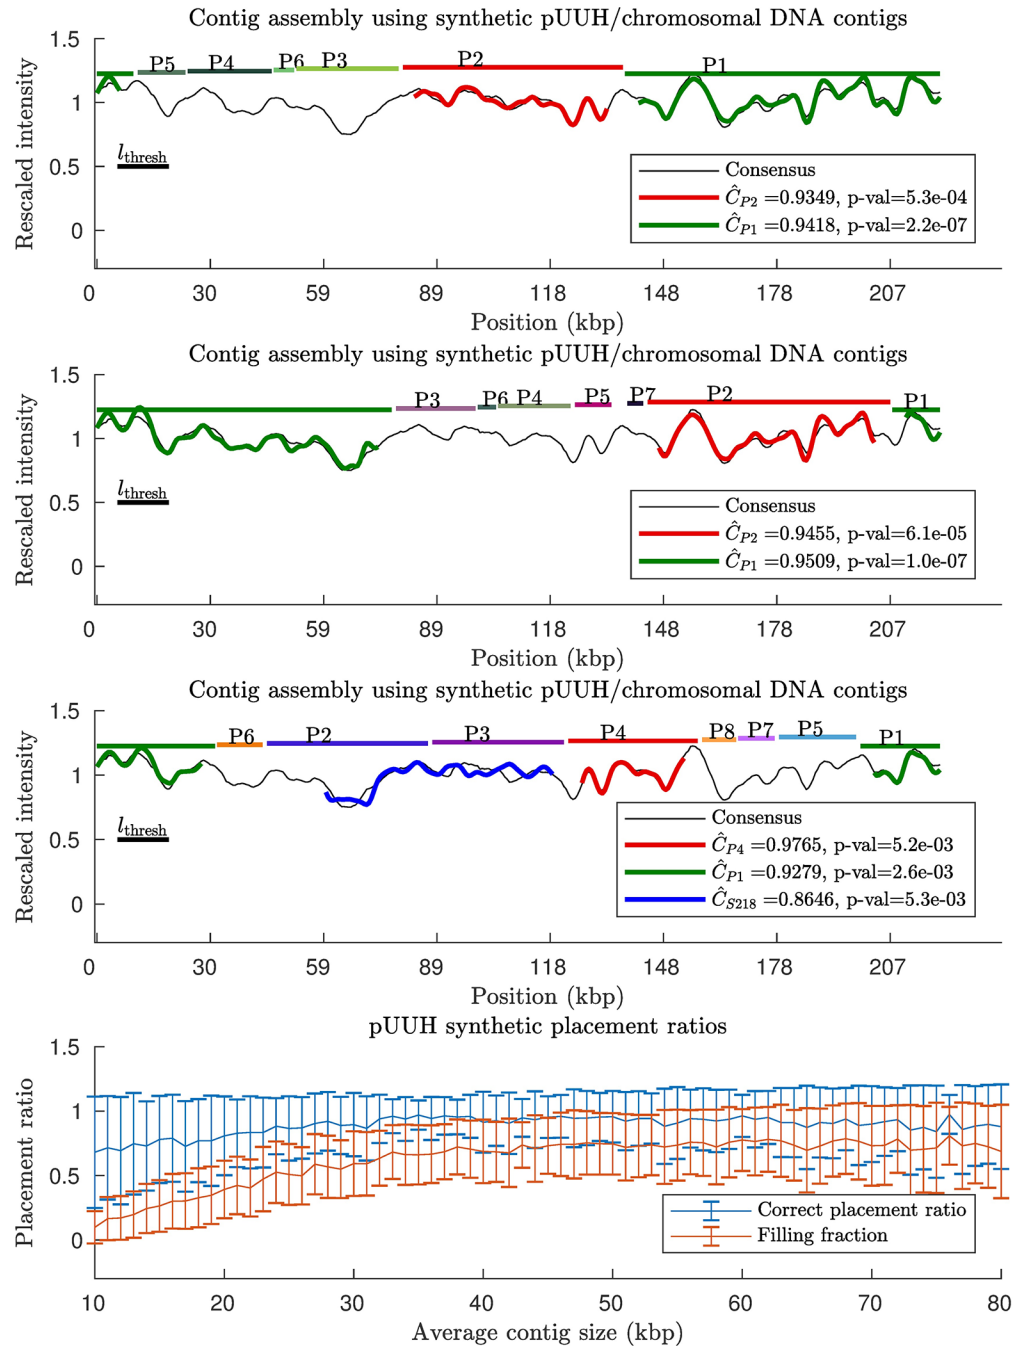 Contig assembly using synthetic pUUH/chromosomal DNA contigs
1.5
1
0.5
0
Rescaled intensity
P5 P4 P6 P3 P2 P1
l_thresh
Consensus
Ĉ_P2 =0.9349, p-val=5.3e-04
Ĉ_P1 =0.9418, p-val=2.2e-07
0 30 59 89 118 148 178 207
Position (kbp)
Contig assembly using synthetic pUUH/chromosomal DNA contigs
1.5
1
0.5
0
Rescaled intensity
P3 P6 P4 P5 P7 P2 P1
l_thresh
Consensus
Ĉ_P2 =0.9455, p-val=6.1e-05
Ĉ_P1 =0.9509, p-val=1.0e-07
0 30 59 89 118 148 178 207
Position (kbp)
Contig assembly using synthetic pUUH/chromosomal DNA contigs
1.5
1
0.5
0
Rescaled intensity
P6 P2 P3 P4 P8 P7 P5 P1
l_thresh
Consensus
Ĉ_P4 =0.9765, p-val=5.2e-03
Ĉ_P1 =0.9279, p-val=2.6e-03
Ĉ_S218 =0.8646, p-val=5.3e-03
0 30 59 89 118 148 178 207
Position (kbp)
pUUH synthetic placement ratios
1.5
1
0.5
0
Placement ratio
Correct placement ratio
Filling fraction
10 20 30 40 50 60 70 80
Average contig size (kbp)